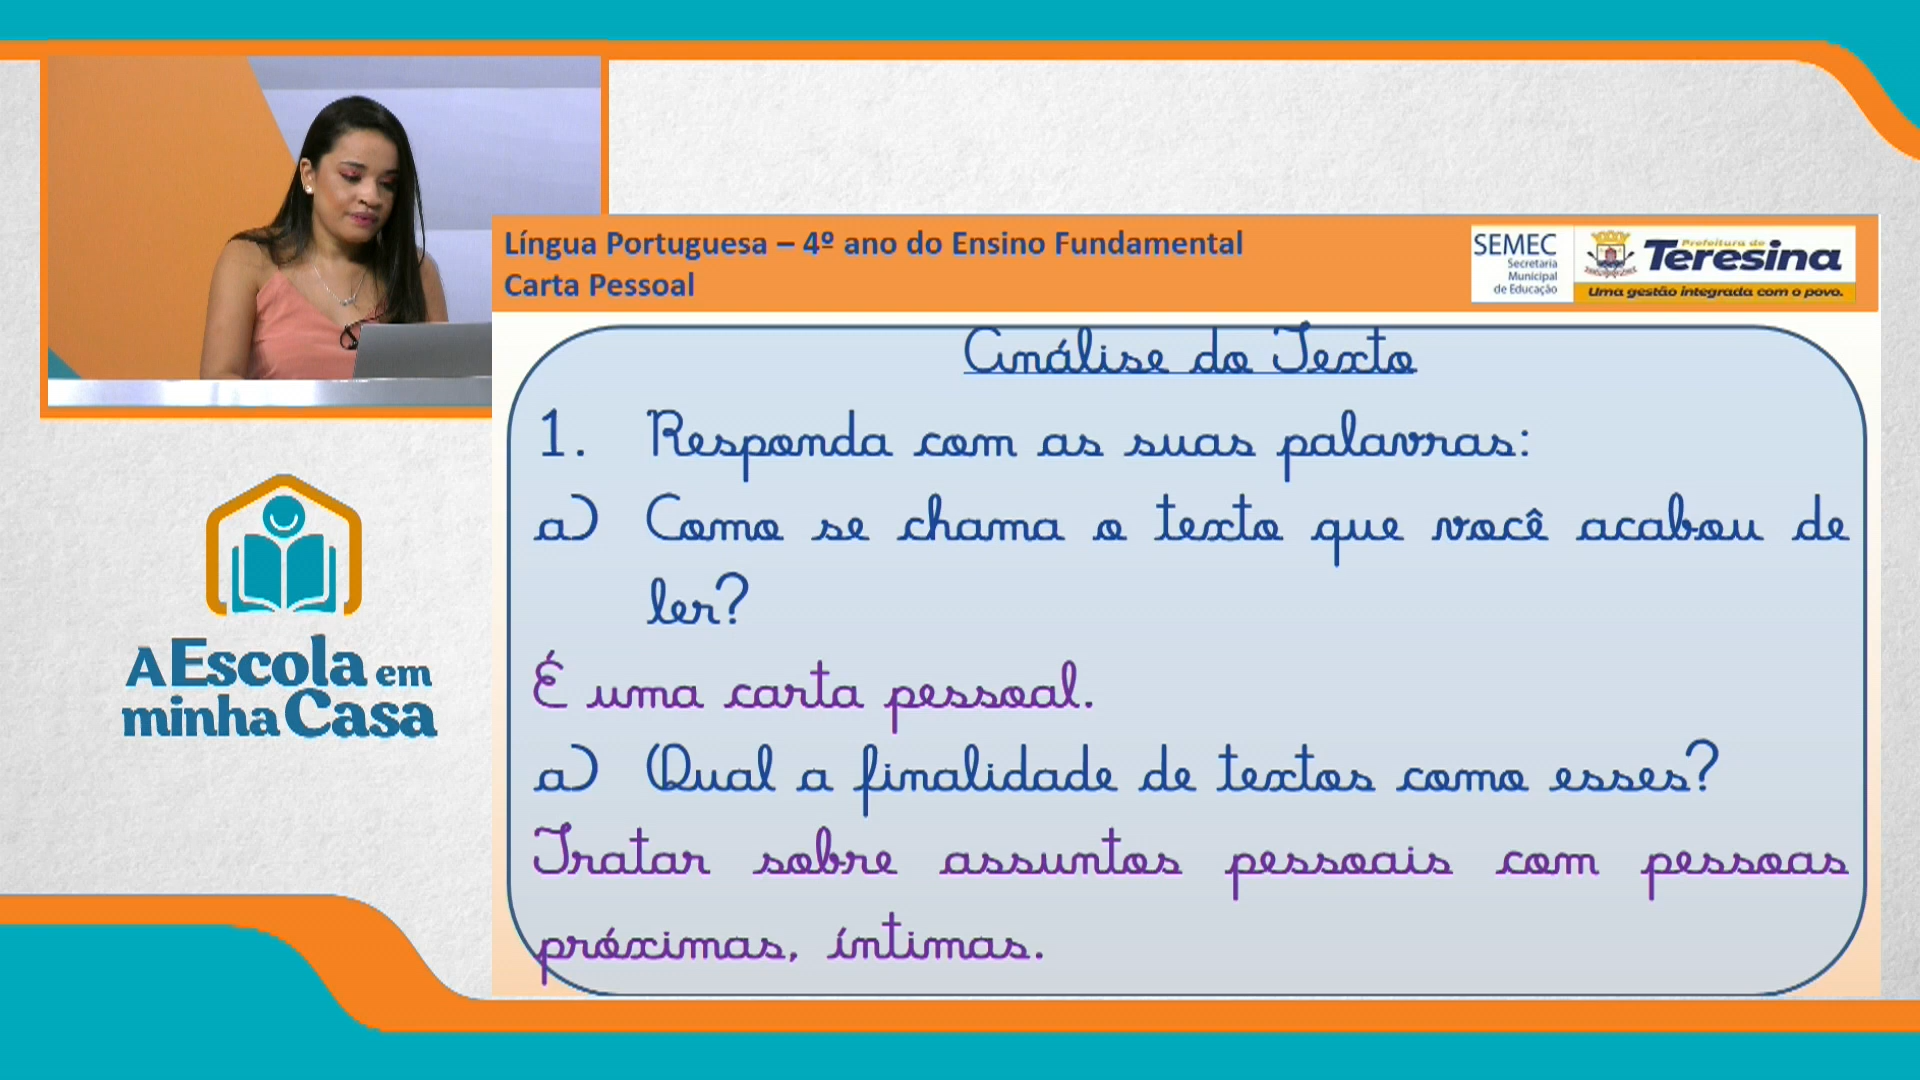 Língua Portuguesa – 4º ano do Ensino Fundamental
Carta Pessoal
SEMEC
Secretaria
Municipal
de Educação
Prefeitura de
Teresina
Uma gestão integrada com o povo.
Análise do Texto
1. Responda com as suas palavras:
a) Como se chama o texto que você acabou de
ler?
É uma carta pessoal.
a) Qual a finalidade de textos como esses?
Tratar sobre assuntos pessoais com pessoas
próximas, íntimas.
A Escola em
minha Casa